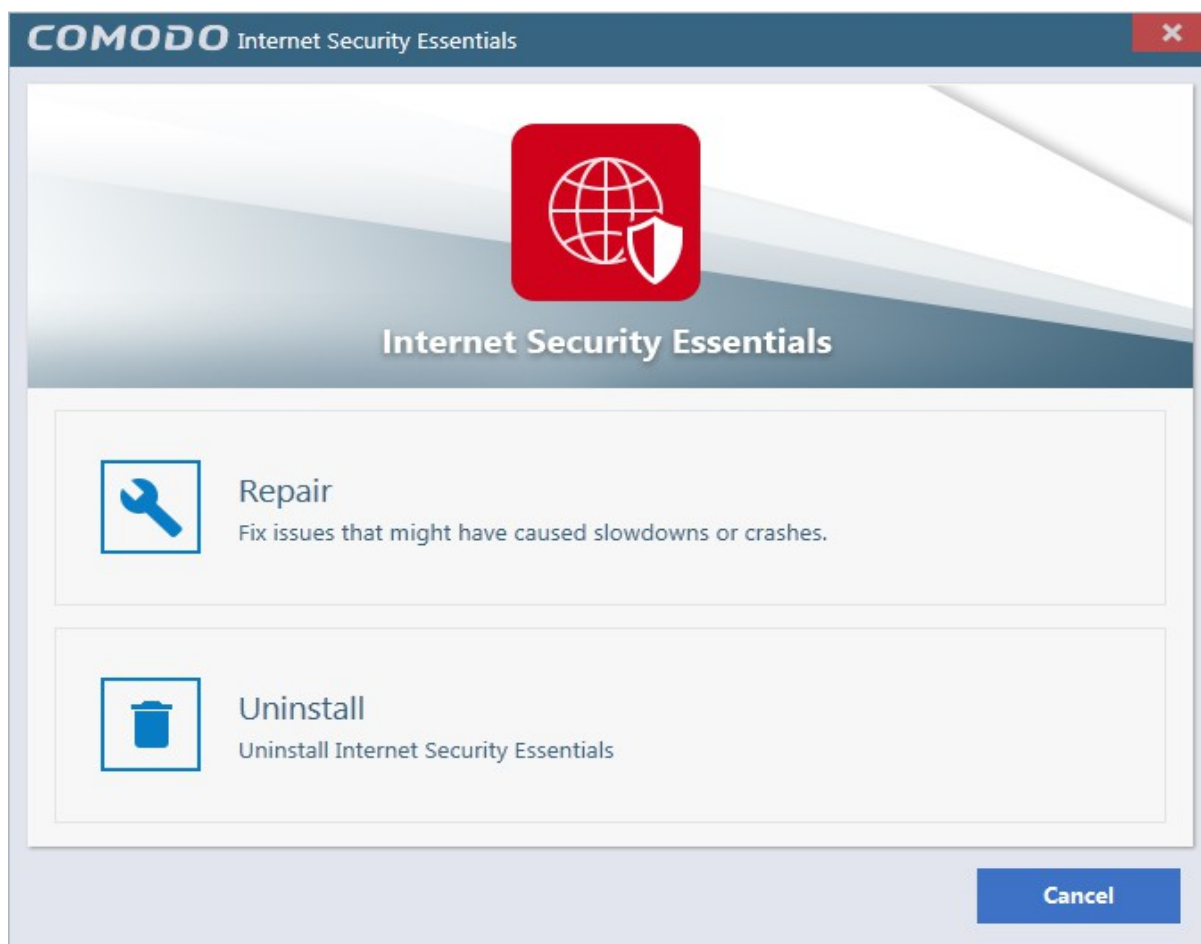 COMODO Internet Security Essentials
Internet Security Essentials
Repair
Fix issues that might have caused slowdowns or crashes.
Uninstall
Uninstall Internet Security Essentials
Cancel